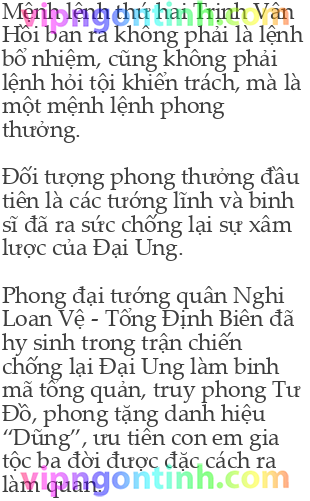 Mệnh lệnh thứ hai Trịnh Vân
Hồi ban ra không phải là lệnh
bổ nhiệm, cũng không phải
lệnh hỏi tội khiển trách, mà là
một mệnh lệnh phong
thưởng.
Đối tượng phong thưởng đầu
tiên là các tướng lĩnh và binh
sĩ đã ra sức chống lại sự xâm
lược của Đại Ung.
Phong đại tướng quân Nghi
Loan Vệ - Tổng Định Biên đã
hy sinh trong trận chiến
chống lại Đại Ung làm binh
mã tổng quản, truy phong Tư
Đồ, phong tặng danh hiệu
“Dũng”, ưu tiên con em gia
tộc ba đời được đặc cách ra
làm quan.
vipngontinh.com
vipngontinh.com